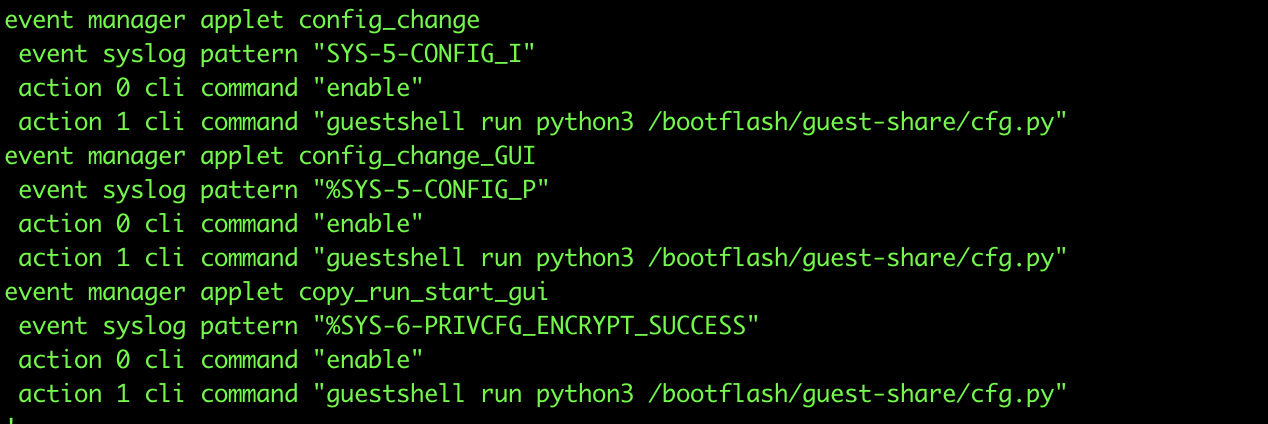 event manager applet config_change
 event syslog pattern "SYS-5-CONFIG_I"
 action 0 cli command "enable"
 action 1 cli command "guestshell run python3 /bootflash/guest-share/cfg.py"
event manager applet config_change_GUI
 event syslog pattern "%SYS-5-CONFIG_P"
 action 0 cli command "enable"
 action 1 cli command "guestshell run python3 /bootflash/guest-share/cfg.py"
event manager applet copy_run_start_gui
 event syslog pattern "%SYS-6-PRIVCFG_ENCRYPT_SUCCESS"
 action 0 cli command "enable"
 action 1 cli command "guestshell run python3 /bootflash/guest-share/cfg.py"